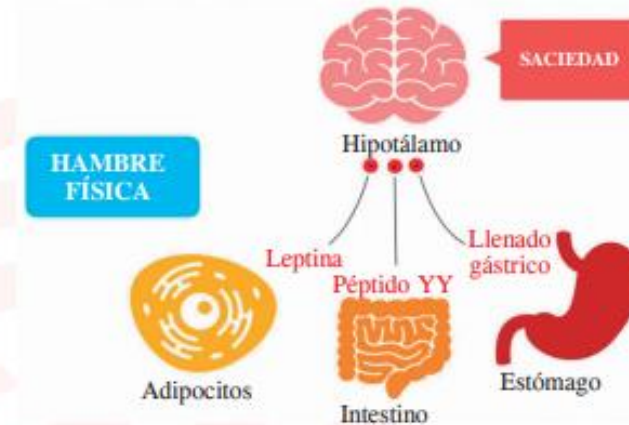 SACIEDAD
Hipotálamo
HAMBRE
FÍSICA
Leptina
Péptido YY
Llenado
gástrico
Adipocitos
Intestino
Estómago